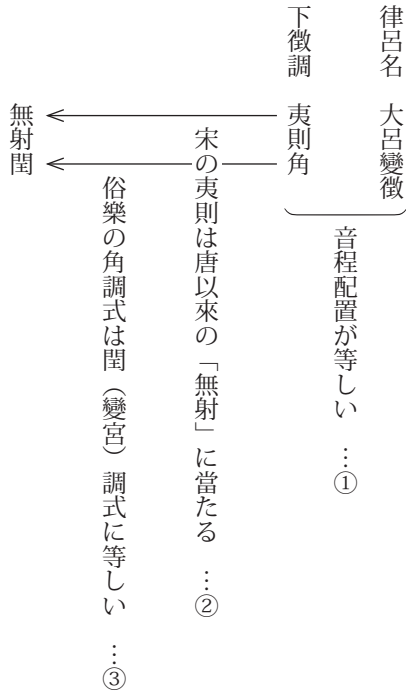 律呂名　大呂變徵
音程配置が等しい　…①
下徵調　夷則角
宋の夷則は唐以來の「無射」に當たる　…②
俗樂の角調式は閏（變宮）調式に等しい　…③
無射閏